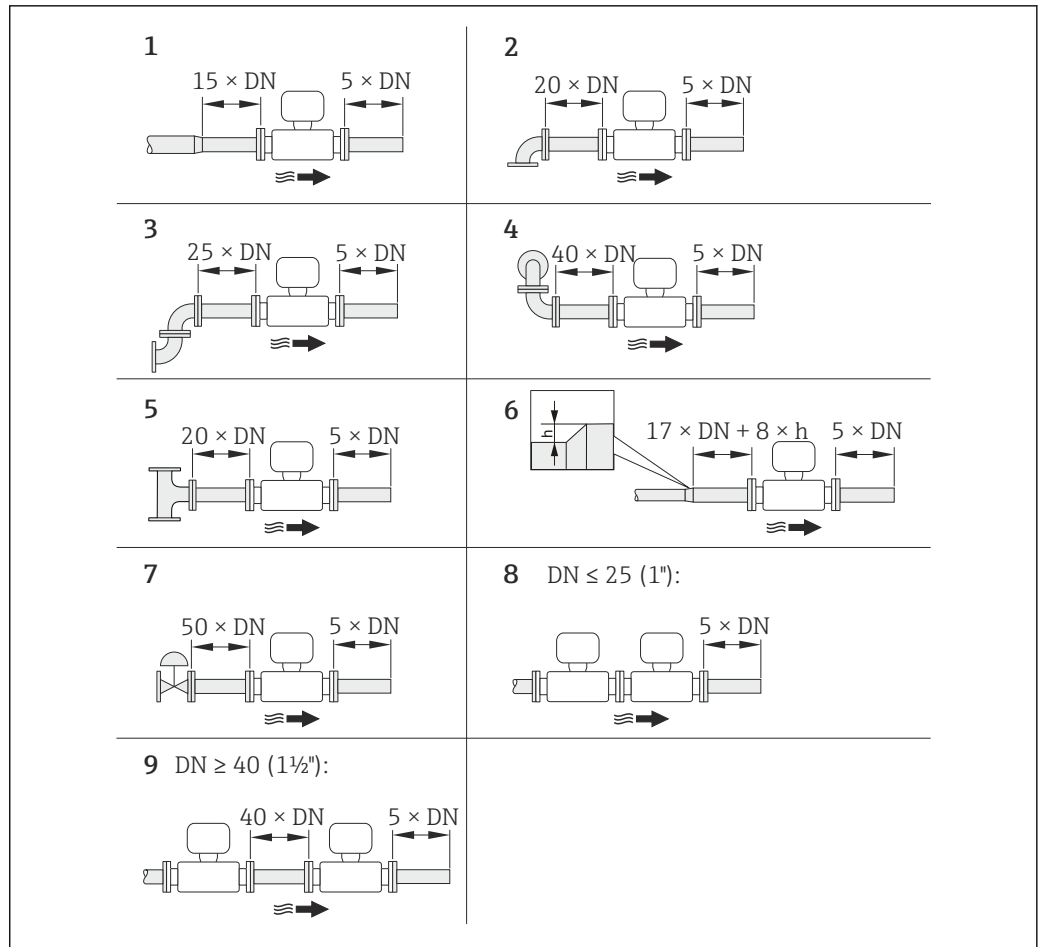 1
15 × DN 5 × DN
2
20 × DN 5 × DN
3
25 × DN 5 × DN
4
40 × DN 5 × DN
5
20 × DN 5 × DN
6
h
17 × DN + 8 × h 5 × DN
7
50 × DN 5 × DN
8 DN ≤ 25 (1"):
5 × DN
9 DN ≥ 40 (1½"):
40 × DN 5 × DN